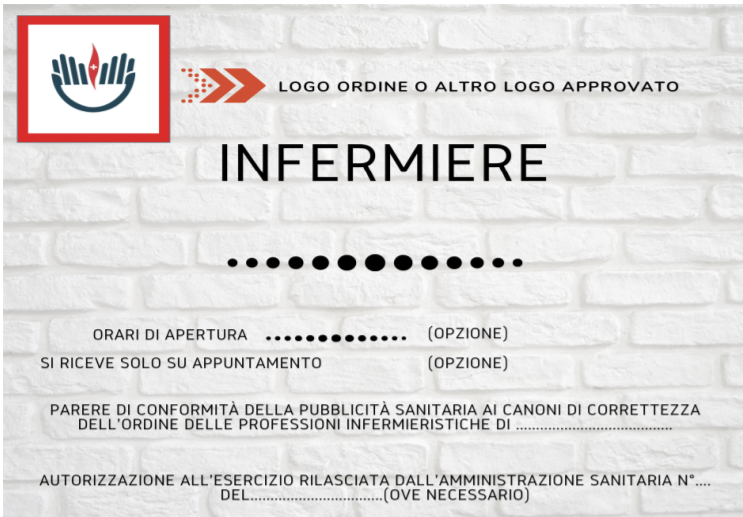 LOGO ORDINE O ALTRO LOGO APPROVATO
INFERMIERE
ORARI DI APERTURA ............. (OPZIONE)
SI RICEVE SOLO SU APPUNTAMENTO (OPZIONE)
PARERE DI CONFORMITÀ DELLA PUBBLICITÀ SANITARIA AI CANONI DI CORRETTEZZA
DELL'ORDINE DELLE PROFESSIONI INFERMIERISTICHE DI .......................................
AUTORIZZAZIONE ALL'ESERCIZIO RILASCIATA DALL'AMMINISTRAZIONE SANITARIA N°....
DEL.................................(OVE NECESSARIO)